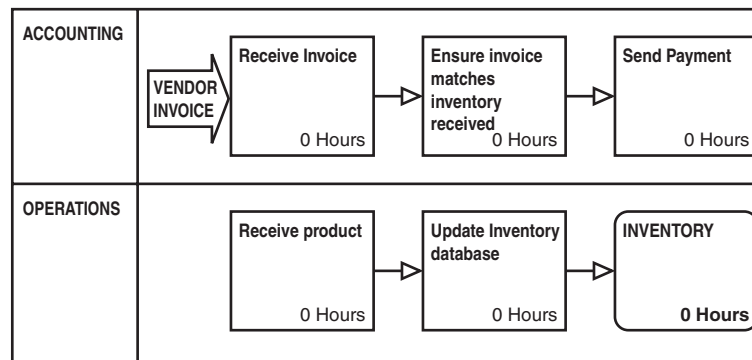 ACCOUNTING
VENDOR
INVOICE
Receive Invoice
0 Hours
Ensure invoice
matches
inventory
received
0 Hours
Send Payment
0 Hours
OPERATIONS
Receive product
0 Hours
Update Inventory
database
0 Hours
INVENTORY
0 Hours